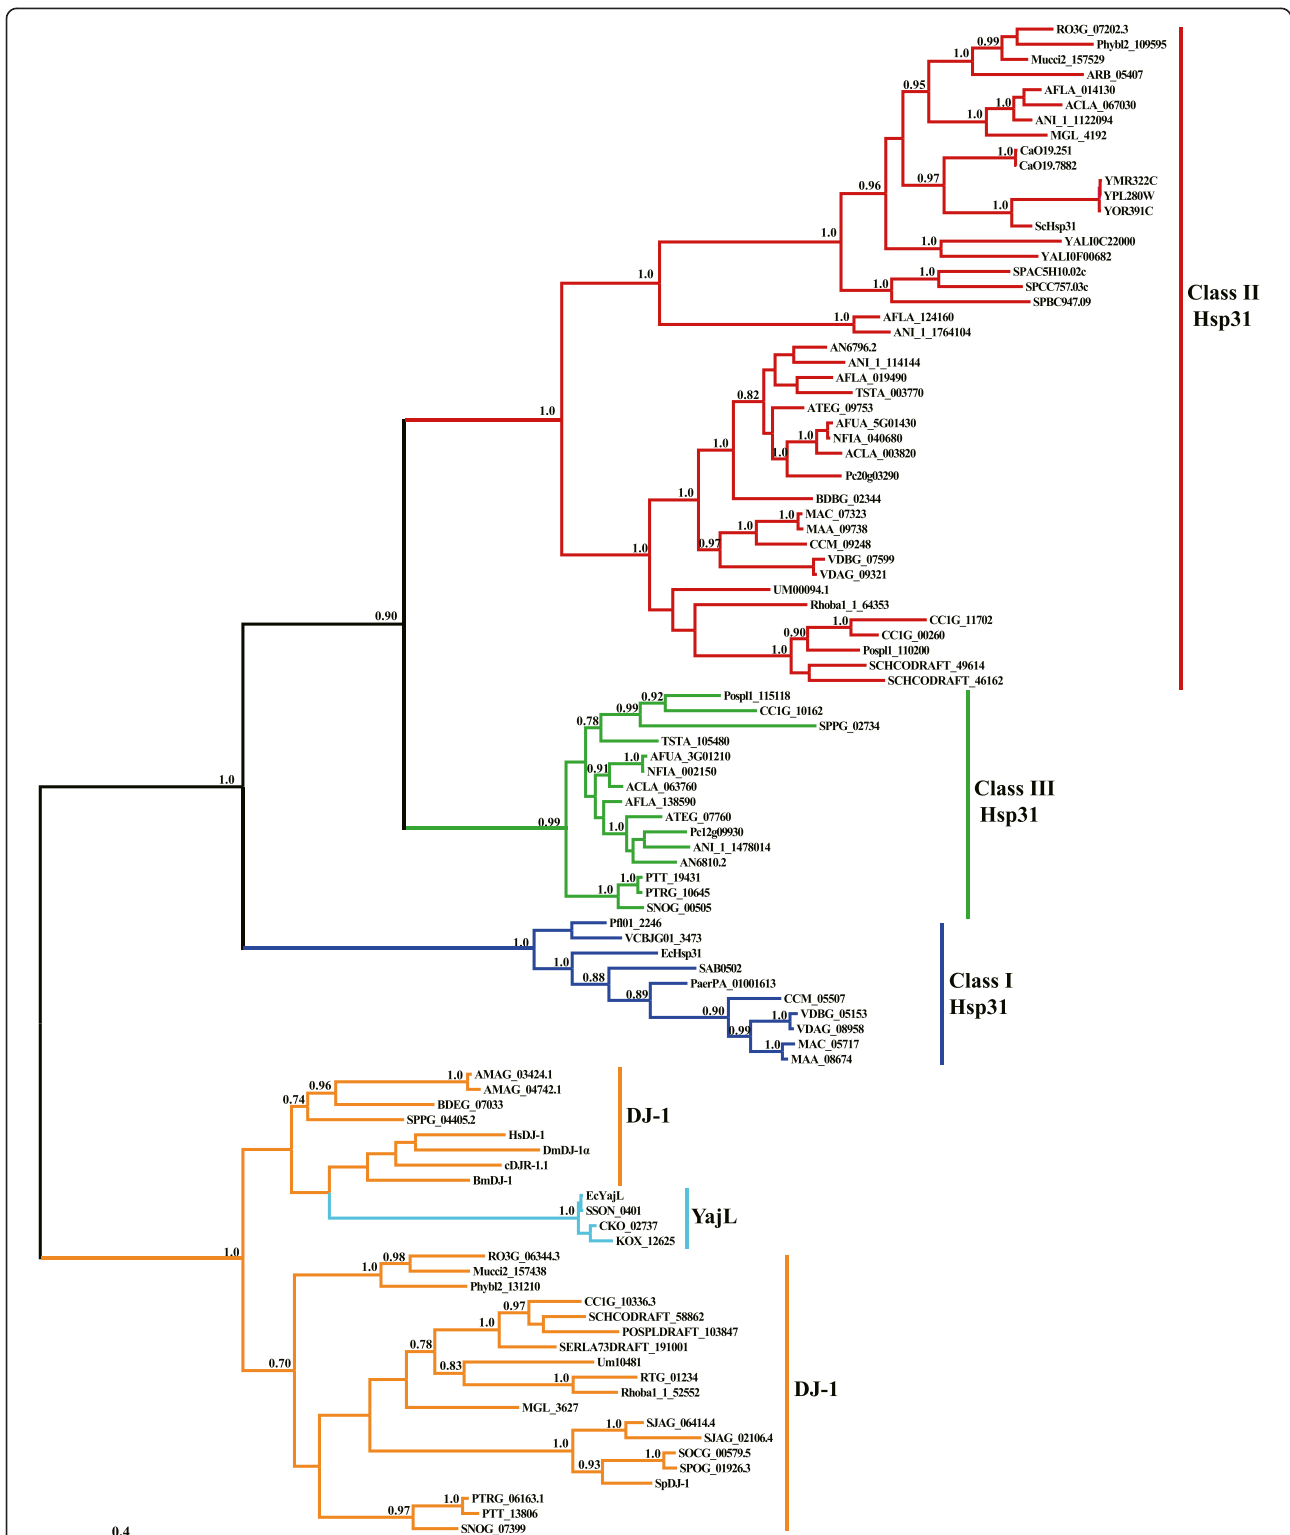 RO3G_07202.3
0.99
Phybl2_109595
1.0
Mucci2_157529
ARB_05407
0.95
AFLA_014130
1.0
ACLA_067030
1.0
ANI_1_1122094
MGL_4192
1.0
CaO19.251
CaO19.7882
0.97
YMR322C
0.96
YPL280W
1.0
YOR391C
ScHsp31
1.0
1.0
YALI0C22000
YALI0F00682
1.0
SPAC5H10.02c
1.0
SPCC757.03c
SPBC947.09
1.0
Class II
Hsp31
1.0
AFLA_124160
ANI_1_1764104
AN6796.2
ANI_1_114144
AFLA_019490
0.82
TSTA_003770
ATEG_09753
1.0
AFUA_5G01430
1.0
NFIA_040680
1.0
1.0
ACLA_003820
Pc20g03290
1.0
BDBG_02344
1.0
MAC_07323
1.0
MAA_09738
0.97
CCM_09248
1.0
VDBG_07599
VDAG_09321
UM00094.1
Rhoba1_1_64353
0.90
1.0
CC1G_11702
0.90
CC1G_00260
1.0
Pospl1_110200
SCHCODRAFT_49614
SCHCODRAFT_46162
0.92
Pospl1_115118
0.99
CC1G_10162
0.78
SPPG_02734
TSTA_105480
1.0
AFUA_3G01210
0.91
NFIA_002150
1.0
ACLA_063760
Class III
Hsp31
AFLA_138590
0.99
1.0
ATEG_07760
Pc12g09930
ANI_1_1478014
AN6810.2
1.0
PTT_19431
1.0
PTRG_10645
SNOG_00505
Pfl01_2246
1.0
VCBJG01_3473
1.0
EcHsp31
0.88
SAB0502
Class I
Hsp31
0.89
PaerPA_01001613
0.90
CCM_05507
1.0
VDBG_05153
0.99
VDAG_08958
1.0
MAC_05717
MAA_08674
1.0
AMAG_03424.1
0.96
AMAG_04742.1
0.74
BDEG_07033
SPPG_04405.2
DJ-1
HsDJ-1
DmDJ-1α
cDJR-1.1
BmDJ-1
EcYajL
1.0
SSON_0401
YajL
CKO_02737
KOX_12625
1.0
0.98
RO3G_06344.3
1.0
Mucci2_157438
Phybl2_131210
0.97
CC1G_10336.3
1.0
SCHCODRAFT_58862
POSPLDRAFT_103847
0.78
SERLA73DRAFT_191001
0.70
0.83
Um10481
1.0
RTG_01234
Rhoba1_1_52552
DJ-1
MGL_3627
1.0
SJAG_06414.4
1.0
SJAG_02106.4
1.0
SOCG_00579.5
0.93
SPOG_01926.3
SpDJ-1
1.0
PTRG_06163.1
0.97
PTT_13806
SNOG_07399
0.4